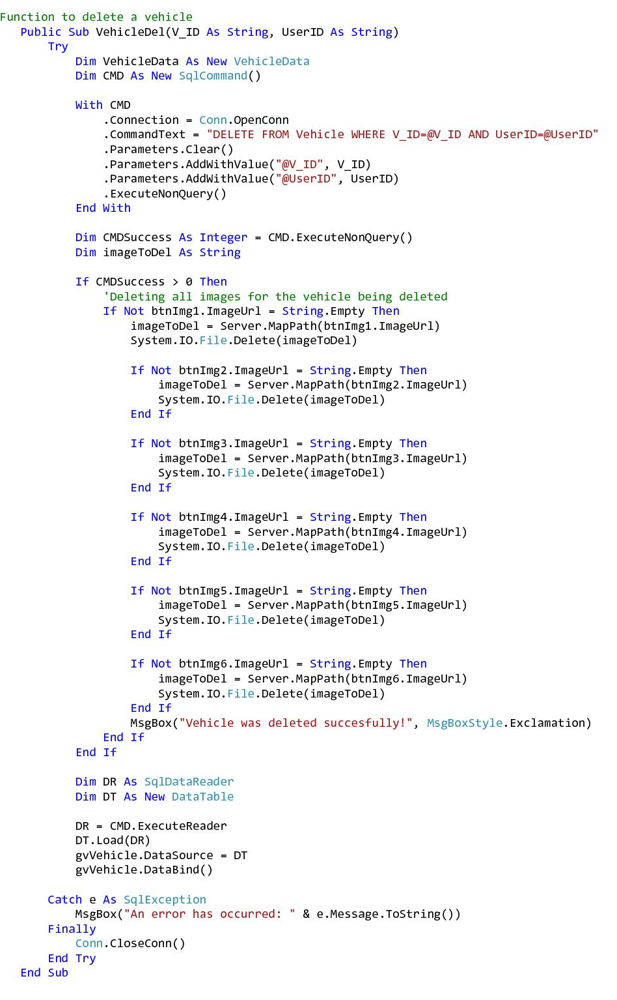 Function to delete a vehicle
Public Sub VehicleDel(V_ID As String, UserID As String)
Try
Dim VehicleData As New VehicleData
Dim CMD As New SqlCommand()
With CMD
.Connection = Conn.OpenConn
.CommandText = "DELETE FROM Vehicle WHERE V_ID=@V_ID AND UserID=@UserID"
.Parameters.Clear()
.Parameters.AddWithValue("@V_ID", V_ID)
.Parameters.AddWithValue("@UserID", UserID)
.ExecuteNonQuery()
End With
Dim CMDSuccess As Integer = CMD.ExecuteNonQuery()
Dim imageToDel As String
If CMDSuccess > 0 Then
'Deleting all images for the vehicle being deleted
If Not btnImg1.ImageUrl = String.Empty Then
imageToDel = Server.MapPath(btnImg1.ImageUrl)
System.IO.File.Delete(imageToDel)
If Not btnImg2.ImageUrl = String.Empty Then
imageToDel = Server.MapPath(btnImg2.ImageUrl)
System.IO.File.Delete(imageToDel)
End If
If Not btnImg3.ImageUrl = String.Empty Then
imageToDel = Server.MapPath(btnImg3.ImageUrl)
System.IO.File.Delete(imageToDel)
End If
If Not btnImg4.ImageUrl = String.Empty Then
imageToDel = Server.MapPath(btnImg4.ImageUrl)
System.IO.File.Delete(imageToDel)
End If
If Not btnImg5.ImageUrl = String.Empty Then
imageToDel = Server.MapPath(btnImg5.ImageUrl)
System.IO.File.Delete(imageToDel)
End If
If Not btnImg6.ImageUrl = String.Empty Then
imageToDel = Server.MapPath(btnImg6.ImageUrl)
System.IO.File.Delete(imageToDel)
End If
MsgBox("Vehicle was deleted succesfully!", MsgBoxStyle.Exclamation)
End If
End If
Dim DR As SqlDataReader
Dim DT As New DataTable
DR = CMD.ExecuteReader
DT.Load(DR)
gvVehicle.DataSource = DT
gvVehicle.DataBind()
Catch e As SqlException
MsgBox("An error has occurred: " & e.Message.ToString())
Finally
Conn.CloseConn()
End Try
End Sub